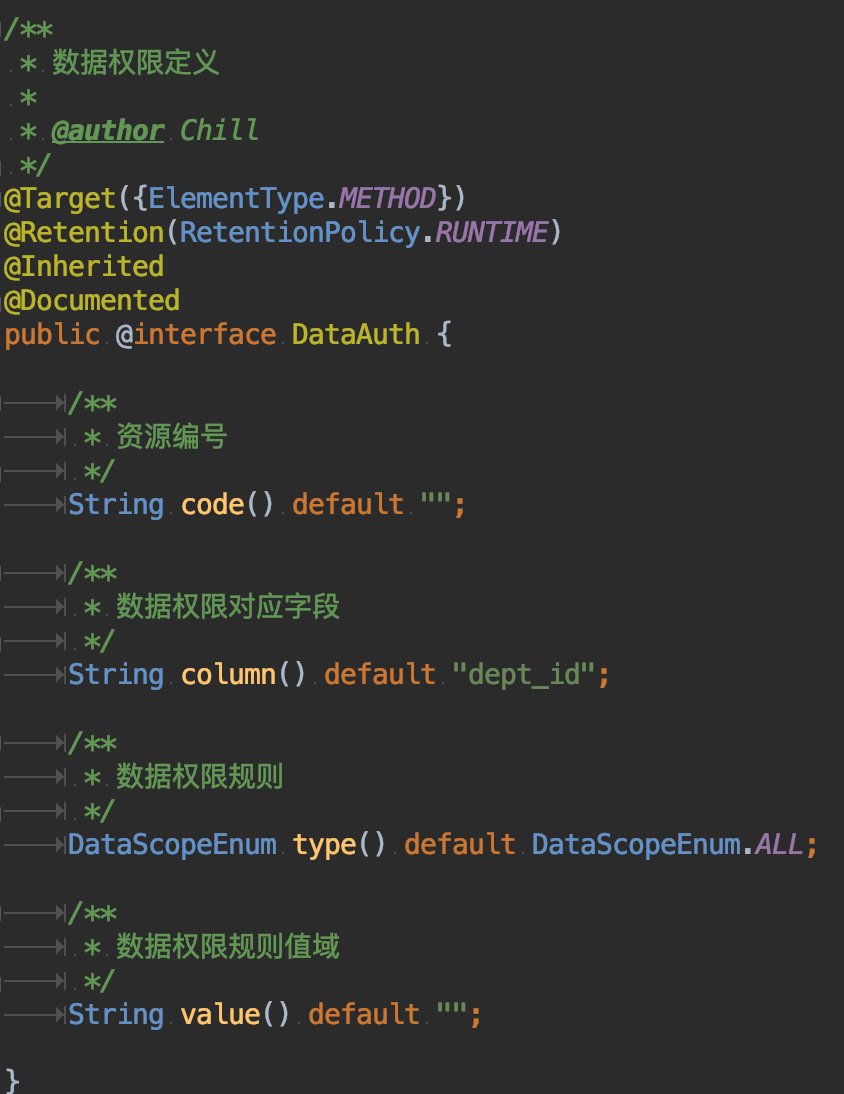 /**
 * 数据权限定义
 *
 * @author Chill
 */
@Target({ElementType.METHOD})
@Retention(RetentionPolicy.RUNTIME)
@Inherited
@Documented
public @interface DataAuth {
/**
 * 资源编号
 */
String code() default "";
/**
 * 数据权限对应字段
 */
String column() default "dept_id";
/**
 * 数据权限规则
 */
DataScopeEnum type() default DataScopeEnum.ALL;
/**
 * 数据权限规则值域
 */
String value() default "";
}